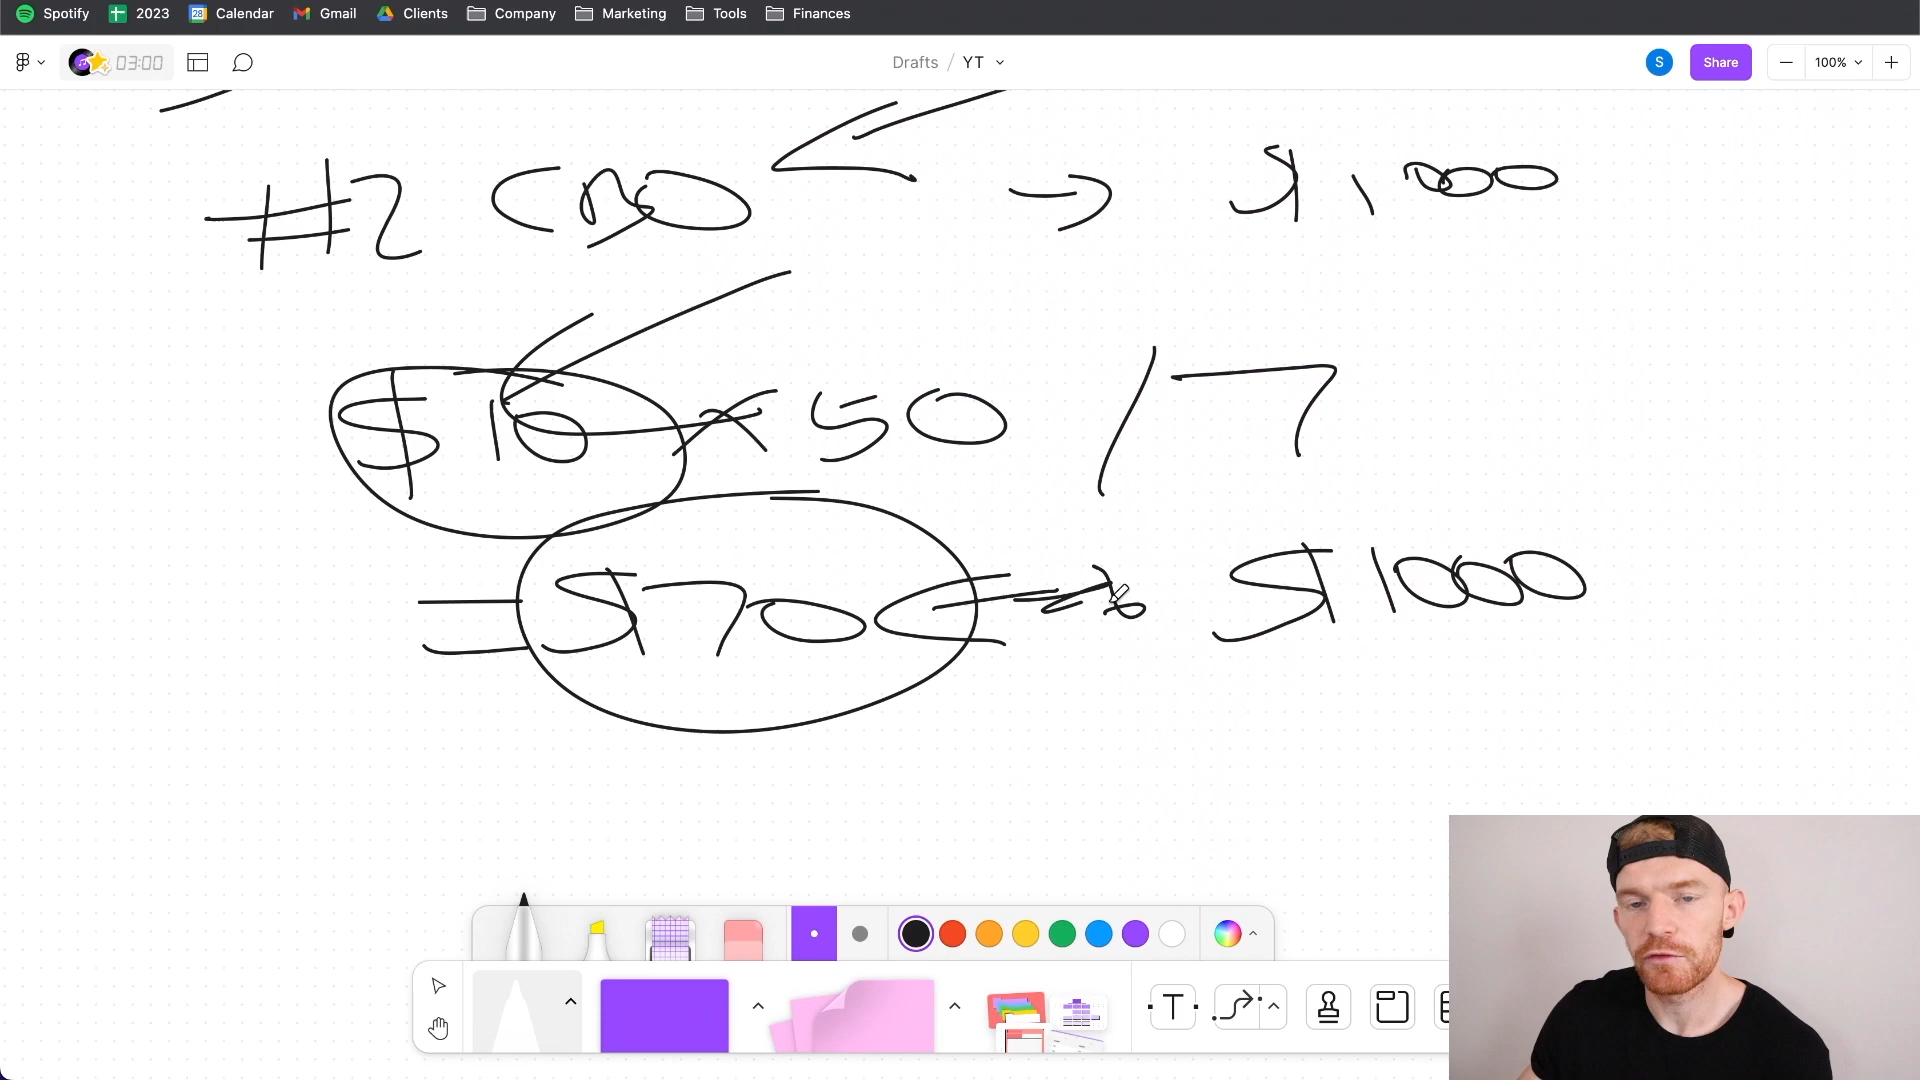 Spotify 2023 Calendar Gmail Clients Company Marketing Tools Finances
03:00 Drafts / YT S Share 100%
#2 CBO → $1,000
$10 × 50 / 7
= $70 $1000
T